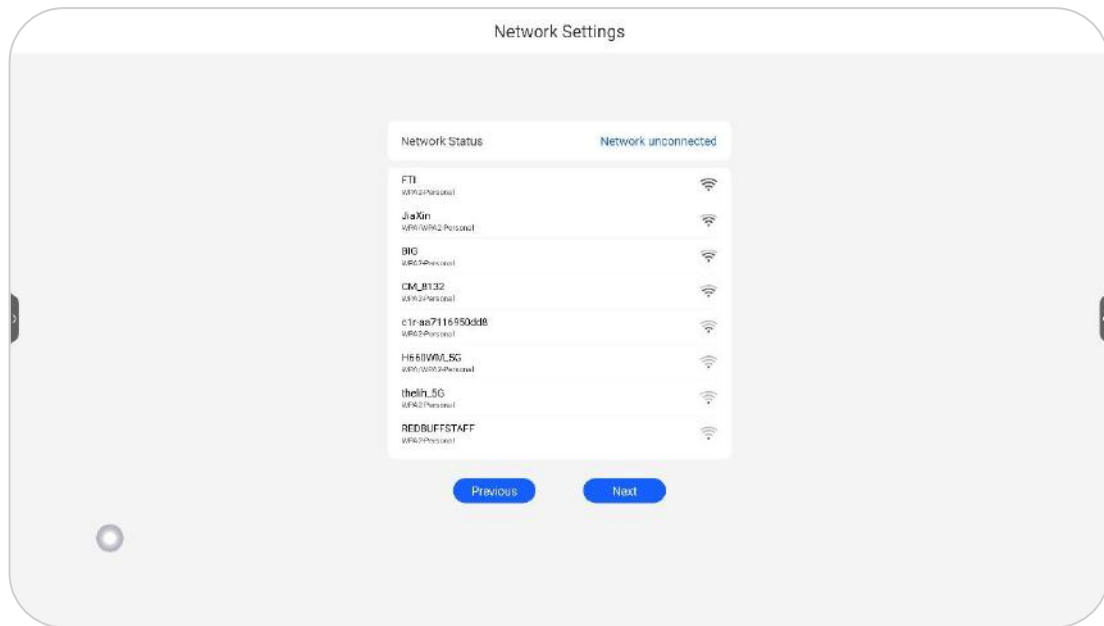 Network Settings
Network Status
Network unconnected
FTI
WPA2-Personal
JiaXin
WPA/WPA2-Personal
BIG
WPA2-Personal
CM_8132
WPA2-Personal
c1r-aa7116950dd8
WPA2-Personal
H660WM_5G
WPA/WPA2-Personal
thelih_5G
WPA2-Personal
REDBUFFSTAFF
WPA2-Personal
Previous
Next